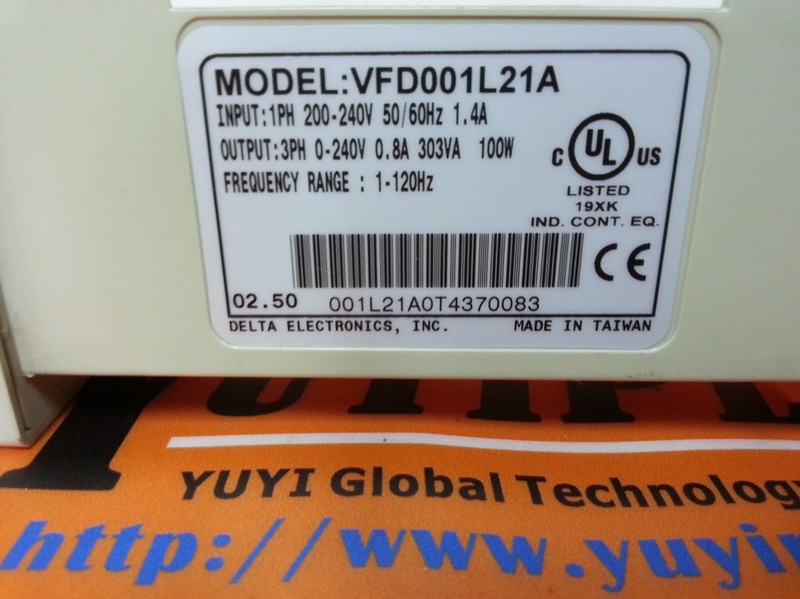 MODEL:VFD001L21A
INPUT:1PH 200-240V 50/60Hz 1.4A
OUTPUT:3PH 0-240V 0.8A 303VA 100W
FREQUENCY RANGE : 1-120Hz
C UL US
LISTED
19XK
IND. CONT. EQ.
CE
02.50 001L21A0T4370083
DELTA ELECTRONICS, INC. MADE IN TAIWAN
YUYI Global Technology
http://www.yuyi